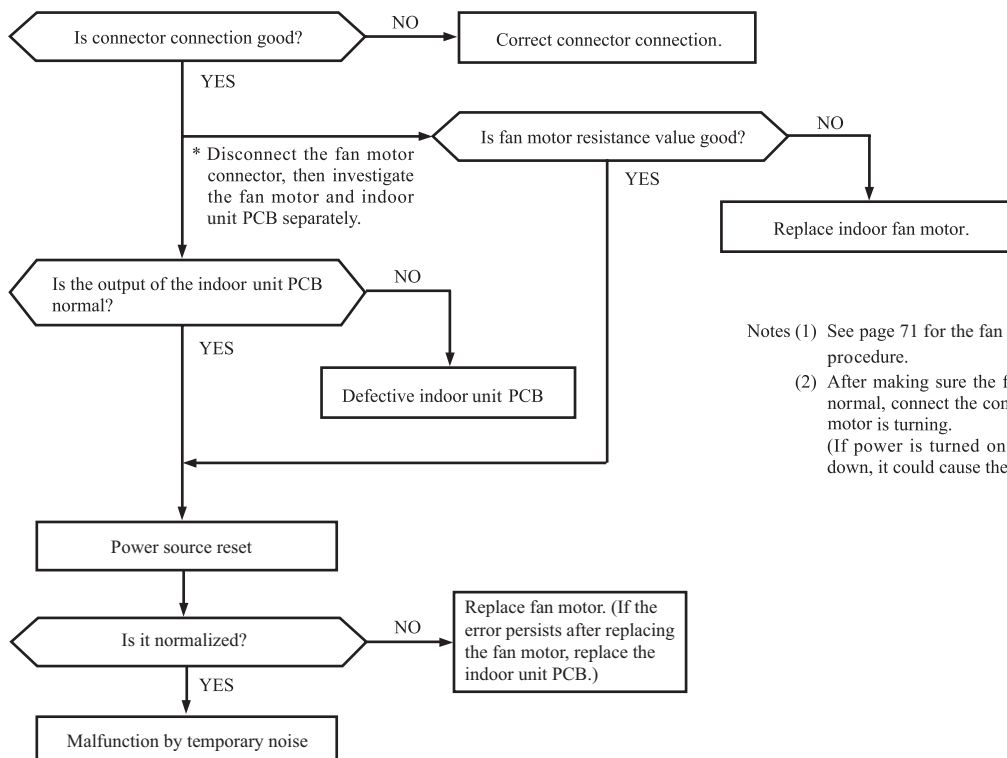 Is connector connection good?
NO
Correct connector connection.
YES
* Disconnect the fan motor
connector, then investigate
the fan motor and indoor
unit PCB separately.
Is fan motor resistance value good?
NO
YES
Replace indoor fan motor.
Is the output of the indoor unit PCB
normal?
NO
YES
Defective indoor unit PCB
Notes (1) See page 71 for the fan
procedure.
(2) After making sure the
normal, connect the
motor is turning.
(If power is turned on
down, it could cause the
Power source reset
Is it normalized?
NO
Replace fan motor. (If the
error persists after replacing
the fan motor, replace the
indoor unit PCB.)
YES
Malfunction by temporary noise